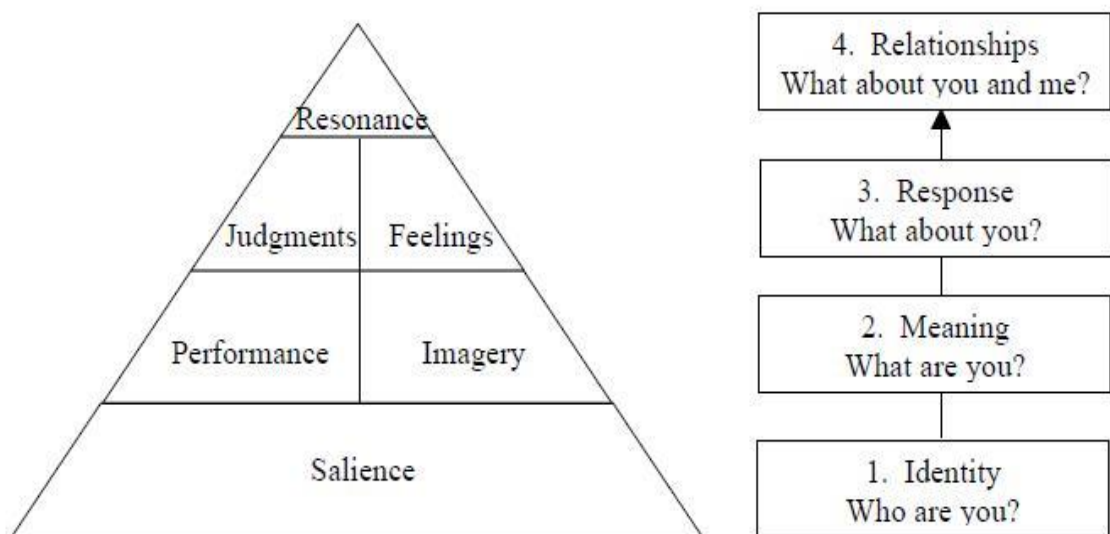 Resonance
Judgments
Feelings
Performance
Imagery
Salience
4. Relationships
What about you and me?
3. Response
What about you?
2. Meaning
What are you?
1. Identity
Who are you?